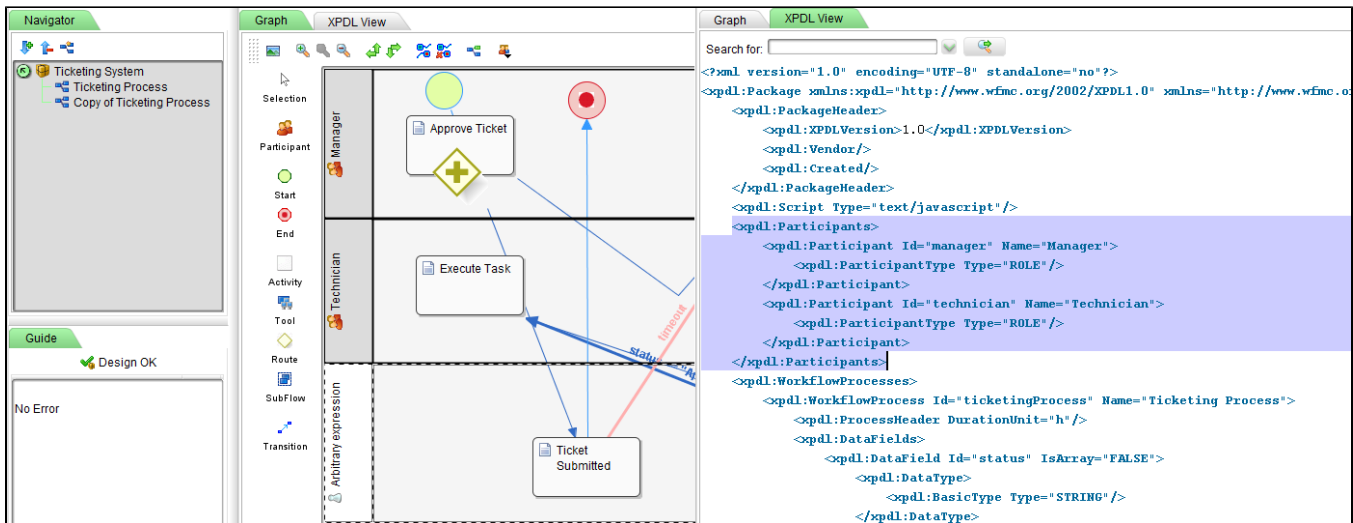 Navigator
Ticketing System
Ticketing Process
Copy of Ticketing Process
Guide
Design OK
No Error
Graph
XPDL View
Selection
Participant
Start
End
Activity
Tool
Route
SubFlow
Transition
Manager
Approve Ticket
Technician
Execute Task
timeout
Arbitrary expression
Ticket
Submitted
Graph
XPDL View
Search for:
<?xml version="1.0" encoding="UTF-8" standalone="no"?>
<xpdl:Package xmlns:xpdl="http://www.wfmc.org/2002/XPDL1.0" xmlns="http://www.wfmc.o
<xpdl:PackageHeader>
<xpdl:XPDLVersion>1.0</xpdl:XPDLVersion>
<xpdl:Vendor/>
<xpdl:Created/>
</xpdl:PackageHeader>
<xpdl:Script Type="text/javascript"/>
<xpdl:Participants>
<xpdl:Participant Id="manager" Name="Manager">
<xpdl:ParticipantType Type="ROLE"/>
</xpdl:Participant>
<xpdl:Participant Id="technician" Name="Technician">
<xpdl:ParticipantType Type="ROLE"/>
</xpdl:Participant>
</xpdl:Participants>
<xpdl:WorkflowProcesses>
<xpdl:WorkflowProcess Id="ticketingProcess" Name="Ticketing Process">
<xpdl:ProcessHeader DurationUnit="h"/>
<xpdl:DataFields>
<xpdl:DataField Id="status" IsArray="FALSE">
<xpdl:DataType>
<xpdl:BasicType Type="STRING"/>
</xpdl:DataType>